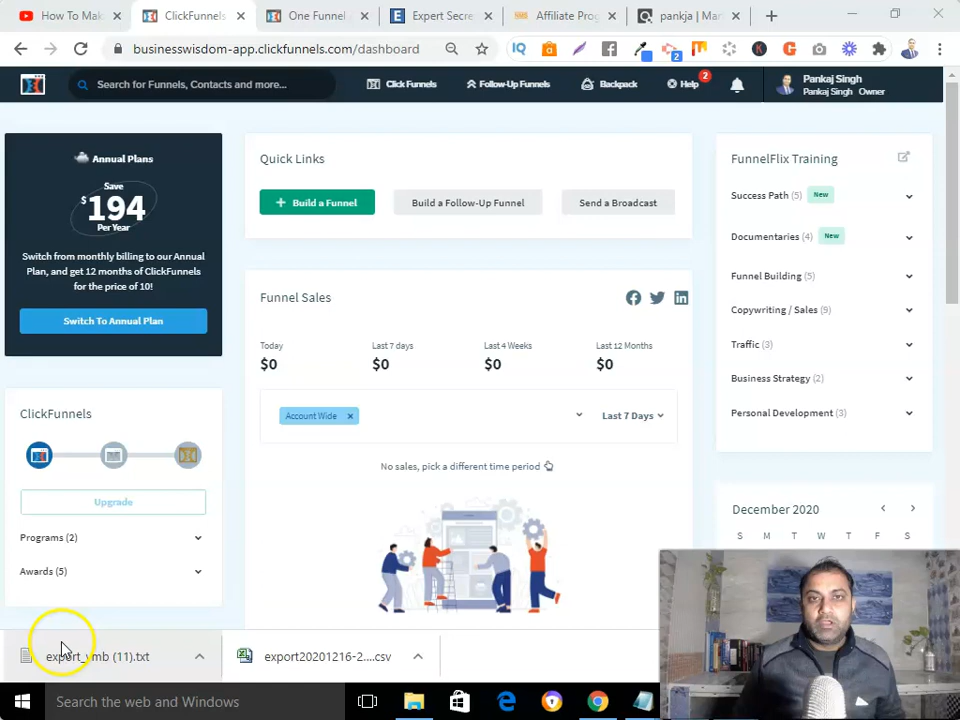 How To Mak
ClickFunnels
One Funnel
Expert Secre
Affiliate Prog
pankja | Man
businesswisdom-app.clickfunnels.com/dashboard
2
Search for Funnels, Contacts and more...
Click Funnels
Follow-Up Funnels
Backpack
Help
2
Pankaj Singh
Pankaj Singh Owner
Annual Plans
Save
$194
Per Year
Switch from monthly billing to our Annual
Plan, and get 12 months of ClickFunnels
for the price of 10!
Switch To Annual Plan
ClickFunnels
Upgrade
Programs (2)
Awards (5)
Quick Links
+ Build a Funnel
Build a Follow-Up Funnel
Send a Broadcast
Funnel Sales
Today
Last 7 days
Last 4 Weeks
Last 12 Months
$0
$0
$0
$0
Account Wide ×
Last 7 Days
No sales, pick a different time period
FunnelFlix Training
Success Path (5) New
Documentaries (4) New
Funnel Building (5)
Copywriting / Sales (9)
Traffic (3)
Business Strategy (2)
Personal Development (3)
December 2020
S M T W T F S
export_ymb (11).txt
export20201216-2....csv
Search the web and Windows